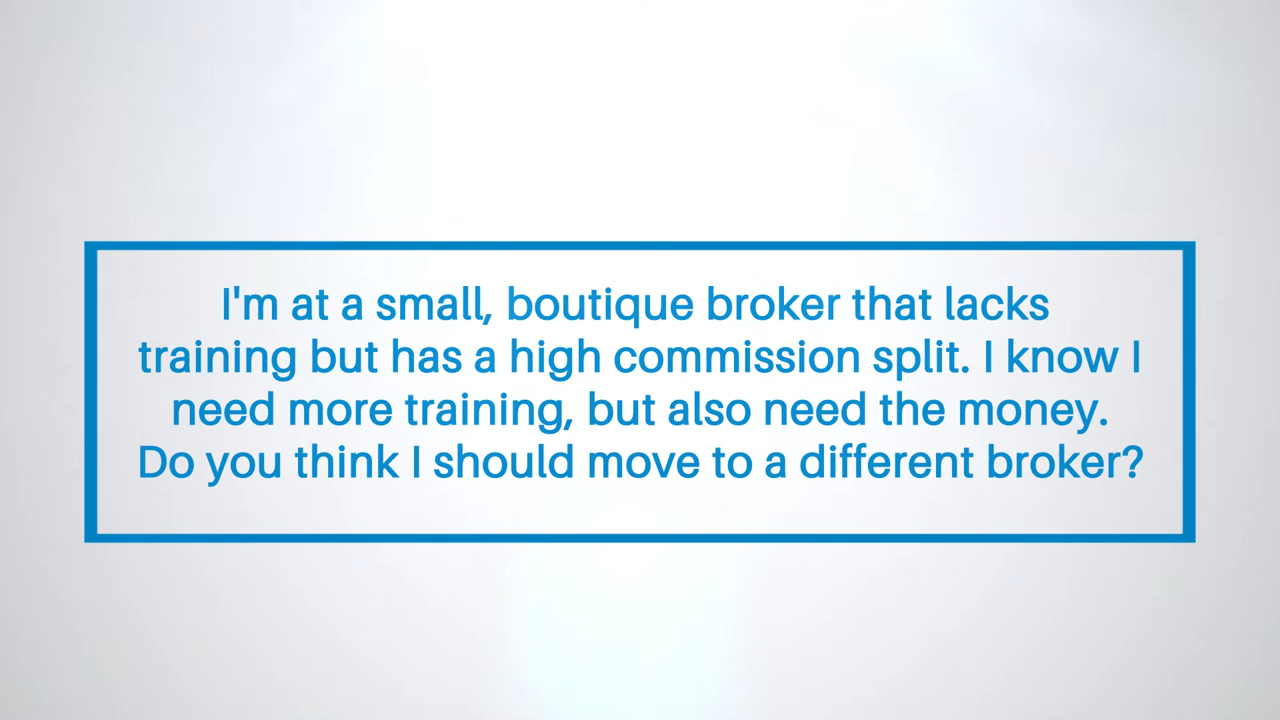 I'm at a small, boutique broker that lacks
training but has a high commission split. I know I
need more training, but also need the money.
Do you think I should move to a different broker?